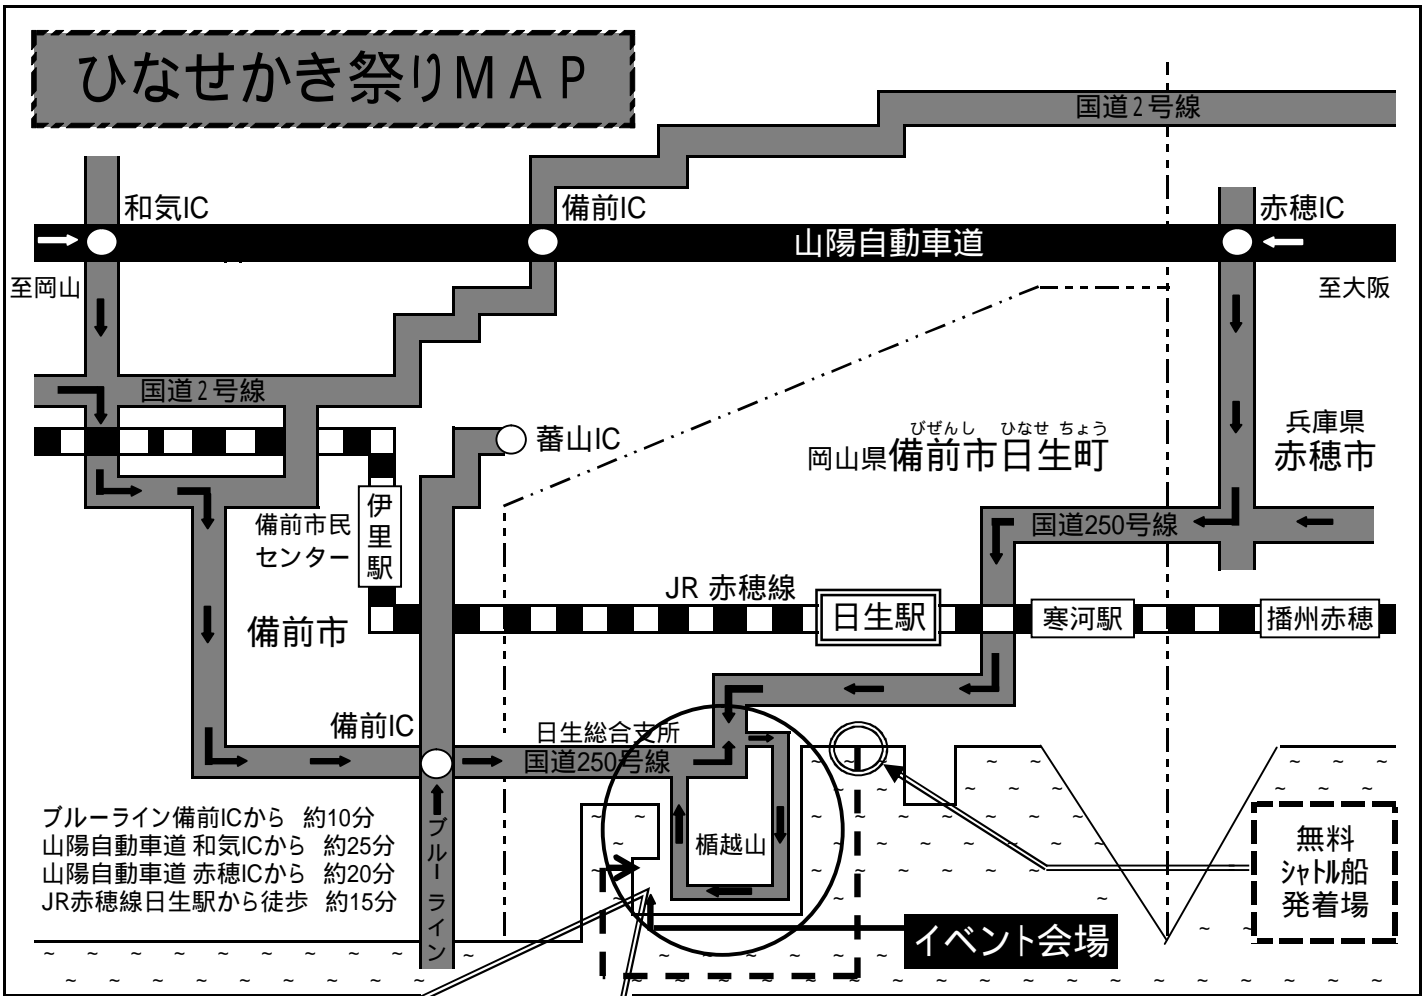 ひなせかき祭りＭＡＰ
国道2号線
和気IC
備前IC
赤穂IC
山陽自動車道
至岡山
至大阪
国道2号線
蕃山IC
びぜんし ひなせ ちょう
岡山県備前市日生町
兵庫県
赤穂市
伊里駅
備前市民
センター
国道250号線
JR 赤穂線
日生駅
寒河駅
播州赤穂
備前市
備前IC
日生総合支所
国道250号線
ブルーライン備前ICから 約10分
山陽自動車道 和気ICから 約25分
山陽自動車道 赤穂ICから 約20分
JR赤穂線日生駅から徒歩 約15分
ブルーライン
楯越山
無料
ｼｬﾄﾙ船
発着場
イベント会場